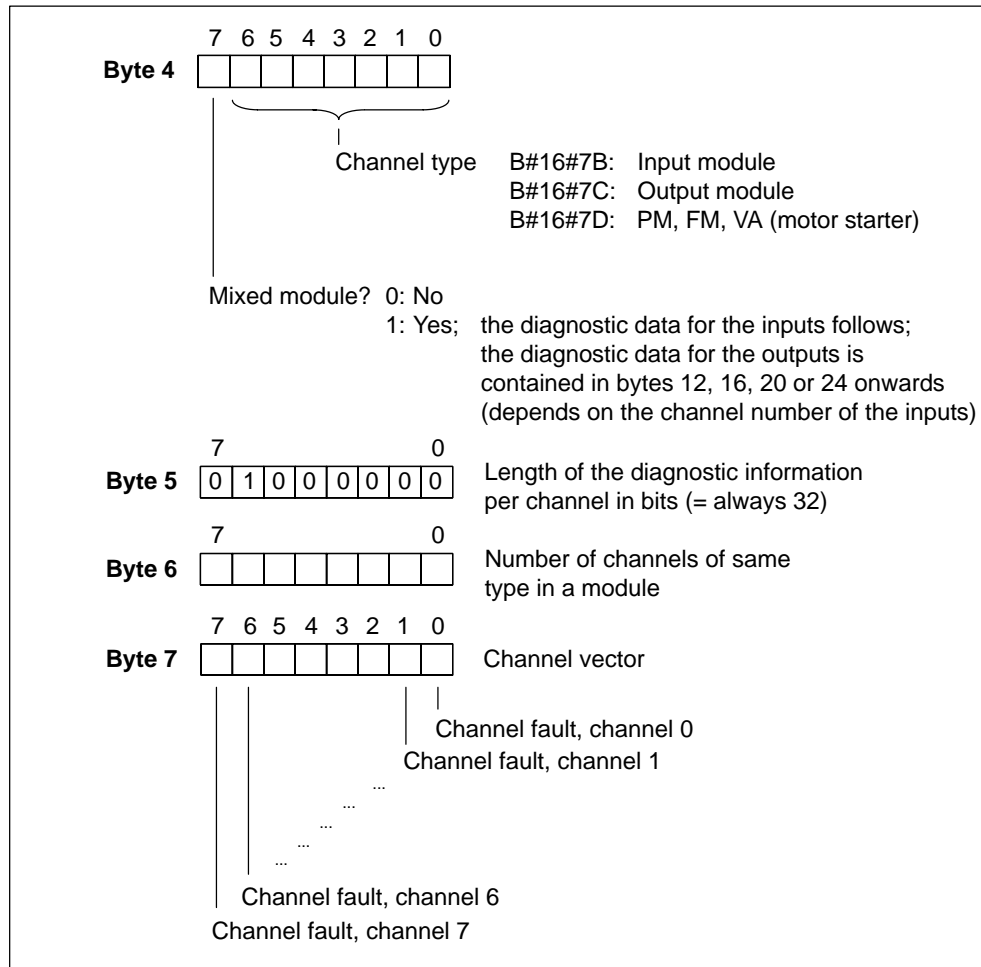 7 6 5 4 3 2 1 0
Byte 4
Channel type B#16#7B: Input module
B#16#7C: Output module
B#16#7D: PM, FM, VA (motor starter)
Mixed module? 0: No
1: Yes; the diagnostic data for the inputs follows;
the diagnostic data for the outputs is
contained in bytes 12, 16, 20 or 24 onwards
(depends on the channel number of the inputs)
7 0
Byte 5 0 1 0 0 0 0 0 0 Length of the diagnostic information
per channel in bits (= always 32)
7 0
Byte 6 Number of channels of same
type in a module
7 6 5 4 3 2 1 0
Byte 7 Channel vector
Channel fault, channel 0
Channel fault, channel 1
...
...
...
...
...
Channel fault, channel 6
Channel fault, channel 7